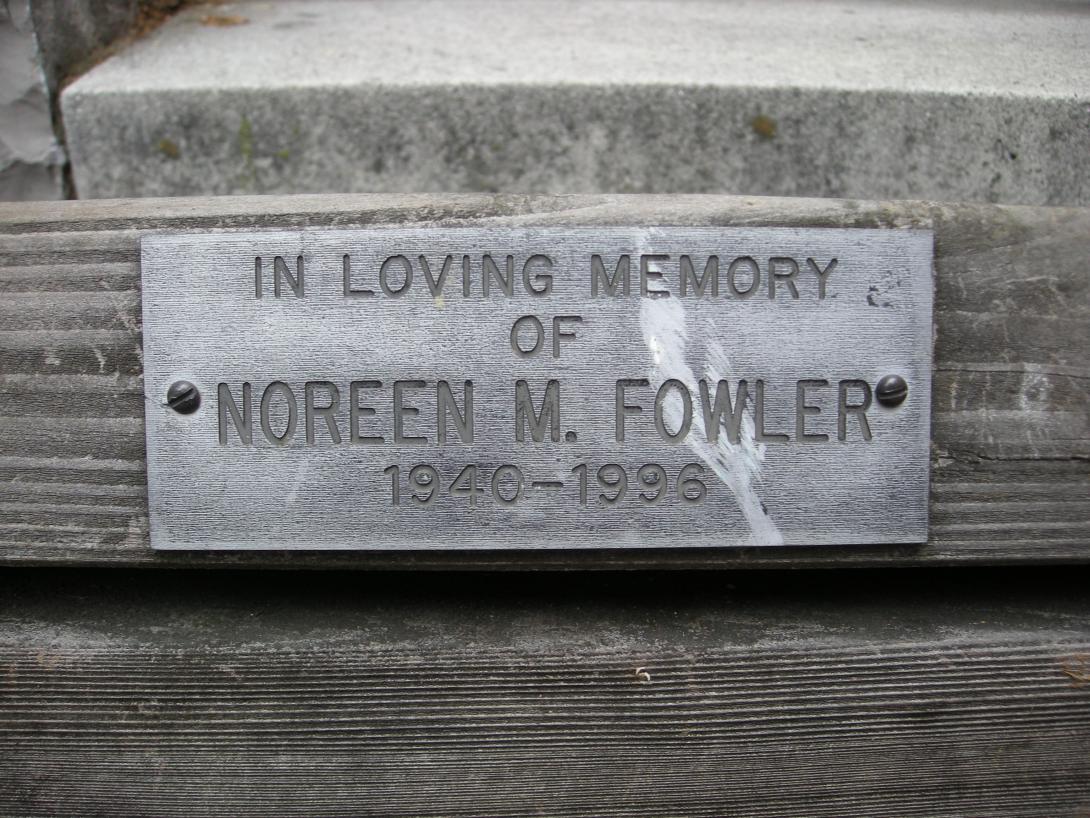 IN LOVING MEMORY
OF
NOREEN M. FOWLER
1940-1996